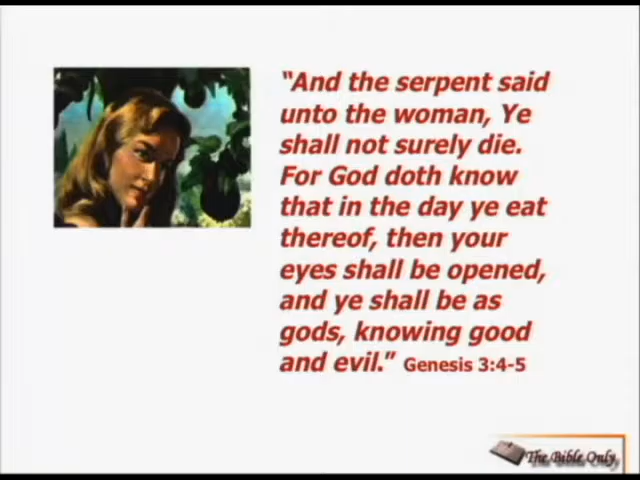 “And the serpent said
unto the woman, Ye
shall not surely die.
For God doth know
that in the day ye eat
thereof, then your
eyes shall be opened,
and ye shall be as
gods, knowing good
and evil.” Genesis 3:4-5
The Bible Only